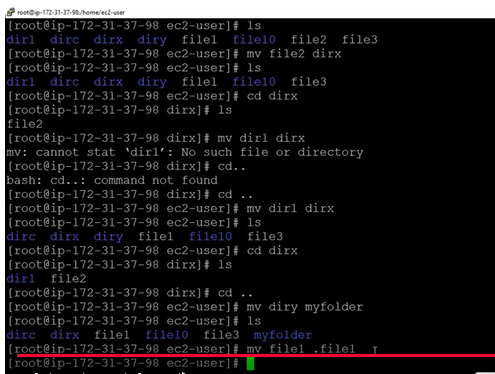 root@ip-172-31-37-98:/home/ec2-user
[root@ip-172-31-37-98 ec2-user]# ls
dir1 dirc dirx diry file1 file10 file2 file3
[root@ip-172-31-37-98 ec2-user]# mv file2 dirx
[root@ip-172-31-37-98 ec2-user]# ls
dir1 dirc dirx diry file1 file10 file3
[root@ip-172-31-37-98 ec2-user]# cd dirx
[root@ip-172-31-37-98 dirx]# ls
file2
[root@ip-172-31-37-98 dirx]# mv dir1 dirx
mv: cannot stat ‘dir1’: No such file or directory
[root@ip-172-31-37-98 dirx]# cd..
bash: cd..: command not found
[root@ip-172-31-37-98 dirx]# cd ..
[root@ip-172-31-37-98 ec2-user]# mv dir1 dirx
[root@ip-172-31-37-98 ec2-user]# ls
dirc dirx diry file1 file10 file3
[root@ip-172-31-37-98 ec2-user]# cd dirx
[root@ip-172-31-37-98 dirx]# ls
dir1 file2
[root@ip-172-31-37-98 dirx]# cd ..
[root@ip-172-31-37-98 ec2-user]# mv diry myfolder
[root@ip-172-31-37-98 ec2-user]# ls
dirc dirx file1 file10 file3 myfolder
[root@ip-172-31-37-98 ec2-user]# mv file1 .file1
[root@ip-172-31-37-98 ec2-user]#